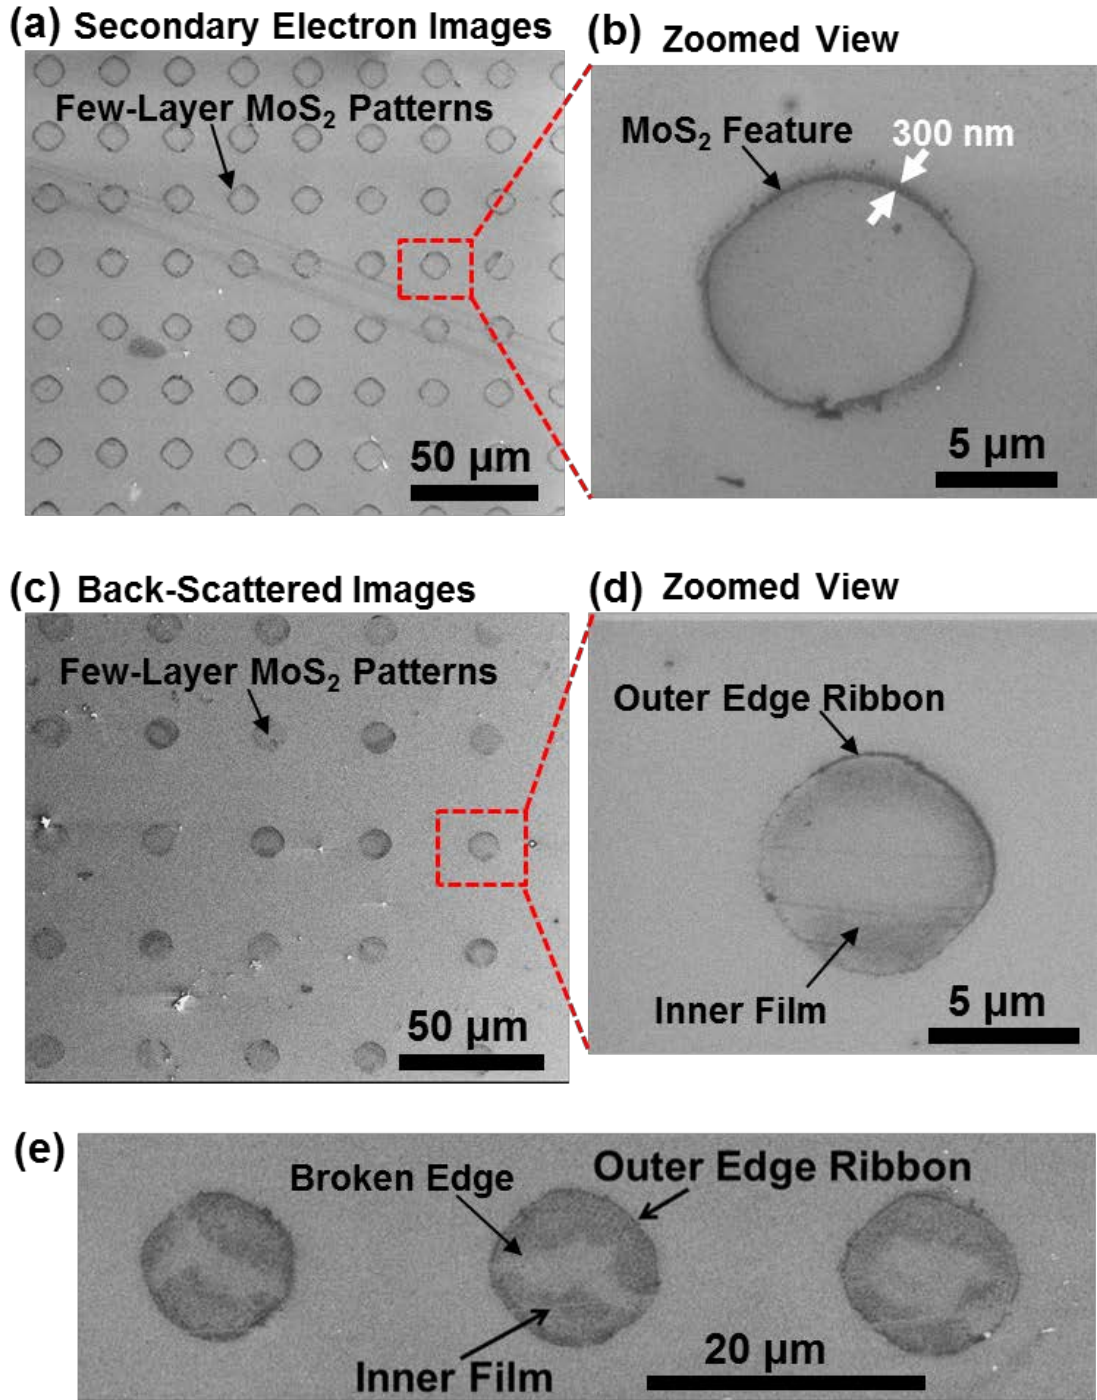 (a) Secondary Electron Images
Few-Layer MoS₂ Patterns
50 µm
(b) Zoomed View
MoS₂ Feature
300 nm
5 µm
(c) Back-Scattered Images
Few-Layer MoS₂ Patterns
50 µm
(d) Zoomed View
Outer Edge Ribbon
Inner Film
5 µm
(e)
Broken Edge
Outer Edge Ribbon
Inner Film
20 µm